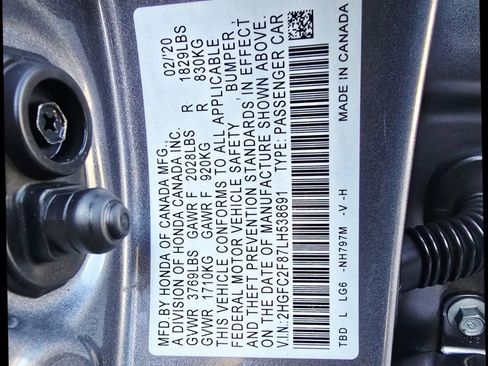 MFD.BY HONDA OF CANADA MFG. 02/'20
A DIVISION OF HONDA CANADA INC.
GVWR 3769LBS GAWR F 2028LBS R 1829LBS
GVWR 1710KG GAWR F 920KG R 830KG
THIS VEHICLE CONFORMS TO ALL APPLICABLE
FEDERAL MOTOR VEHICLE SAFETY, BUMPER,
AND THEFT PREVENTION STANDARDS IN EFFECT
ON THE DATE OF MANUFACTURE SHOWN ABOVE.
V.I.N: 2HGFC2F87LH538691 TYPE: PASSENGER CAR
TBD L LG6 -NH797M -V -H MADE IN CANADA